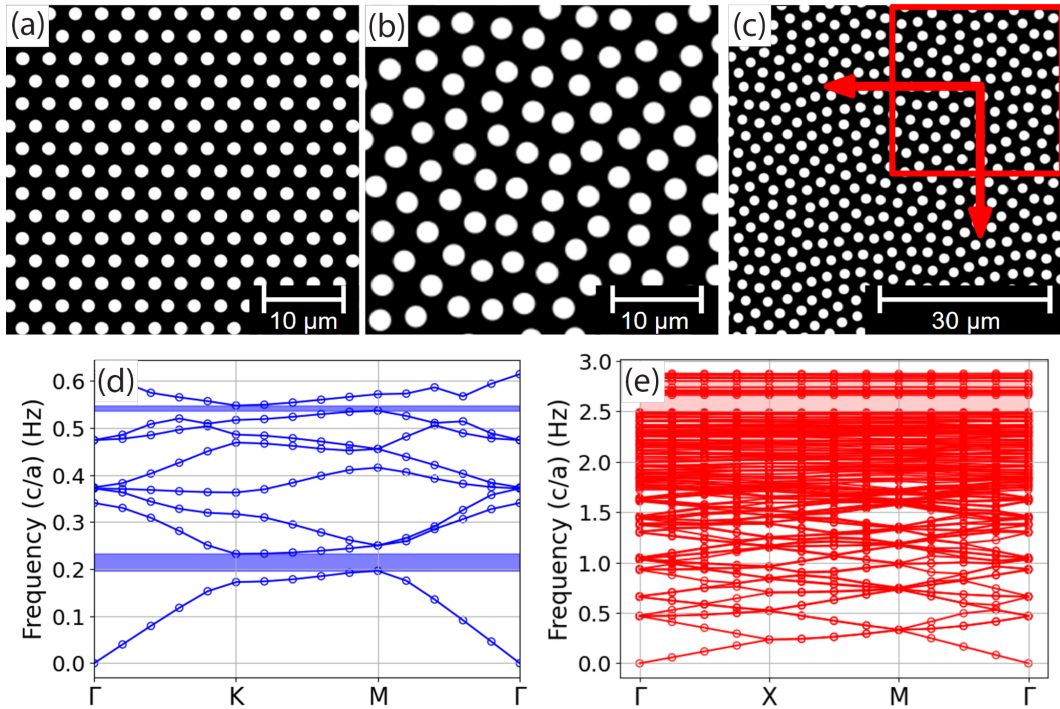 (a)
(b)
(c)
10 μm
10 μm
30 μm
(d)
0.6
0.5
0.4
0.3
0.2
0.1
0.0
Frequency (c/a) (Hz)
Γ K M Γ
(e)
3.0
2.5
2.0
1.5
1.0
0.5
0.0
Frequency (c/a) (Hz)
Γ X M Γ